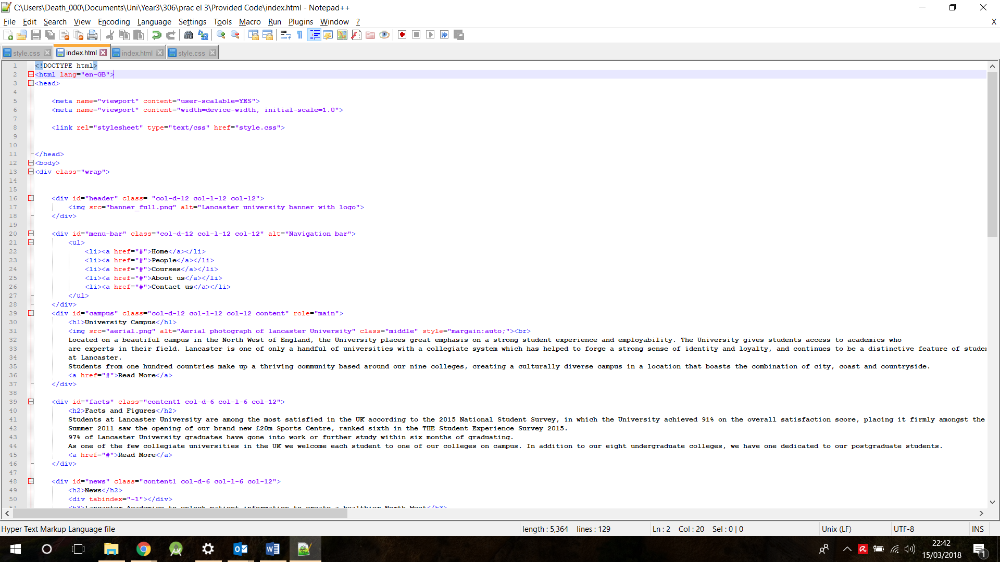 C:\Users\Death_000\Documents\Uni\Year3\306\prac el 3\Provided Code\index.html - Notepad++
File Edit Search View Encoding Language Settings Tools Macro Run Plugins Window ? X
style.css index.html index.html style.css
1 <!DOCTYPE html>
2 <html lang="en-GB">
3 <head>
4
5 <meta name="viewport" content="user-scalable=YES">
6 <meta name="viewport" content="width=device-width, initial-scale=1.0">
7
8 <link rel="stylesheet" type="text/css" href="style.css">
9
10
11 </head>
12 <body>
13 <div class="wrap">
14
15
16 <div id="header" class= "col-d-12 col-l-12 col-12">
17 <img src="banner_full.png" alt="Lancaster university banner with logo">
18 </div>
19
20 <div id="menu-bar" class="col-d-12 col-l-12 col-12" alt="Navigation bar">
21 <ul>
22 <li><a href="#">Home</a></li>
23 <li><a href="#">People</a></li>
24 <li><a href="#">Courses</a></li>
25 <li><a href="#">About us</a></li>
26 <li><a href="#">Contact us</a></li>
27 </ul>
28 </div>
29 <div id="campus" class="col-d-12 col-l-12 col-12 content" role="main">
30 <h1>University Campus</h1>
31 <img src="aerial.png" alt="Aerial photograph of lancaster University" class="middle" style="margain:auto;"><br>
32 Located on a beautiful campus in the North West of England, the University places great emphasis on a strong student experience and employability. The University gives students access to academics who
33 are experts in their field. Lancaster is one of only a handful of universities with a collegiate system which has helped to forge a strong sense of identity and loyalty, and continues to be a distinctive feature of studen
34 at Lancaster.
35 Students from one hundred countries make up a thriving community based around our nine colleges, creating a culturally diverse campus in a location that boasts the combination of city, coast and countryside.
36 <a href="#">Read More</a>
37 </div>
38
39 <div id="facts" class="content1 col-d-6 col-l-6 col-12">
40 <h2>Facts and Figures</h2>
41 Students at Lancaster University are among the most satisfied in the UK according to the 2015 National Student Survey, in which the University achieved 91% on the overall satisfaction score, placing it firmly amongst the
42 Summer 2011 saw the opening of our brand new £20m Sports Centre, ranked sixth in the THE Student Experience Survey 2015.
43 97% of Lancaster University graduates have gone into work or further study within six months of graduating.
44 As one of the few collegiate universities in the UK we welcome each student to one of our colleges on campus. In addition to our eight undergraduate colleges, we have one dedicated to our postgraduate students.
45 <a href="#">Read More</a>
46 </div>
47
48 <div id="news" class="content1 col-d-6 col-l-6 col-12">
49 <h2>News</h2>
50 <div tabindex="-1"></div>
51 <h3>Lancaster Academics to unlock patient information to create a healthier North West</h3>
Hyper Text Markup Language file length : 5,364 lines : 129 Ln : 2 Col : 20 Sel : 0 | 0 Unix (LF) UTF-8 INS
22:42
15/03/2018
1